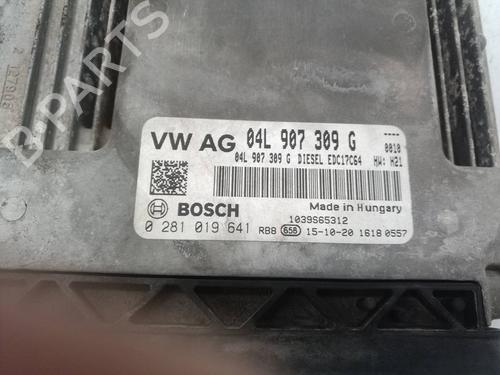 VW AG 04L 907 309 G ----
04L 907 309 G DIESEL EDC17C64 0010
HW: H21
BOSCH Made in Hungary
1039S65312
0 281 019 641 RB8 658 15-10-20 1618 0557
B-PARTS